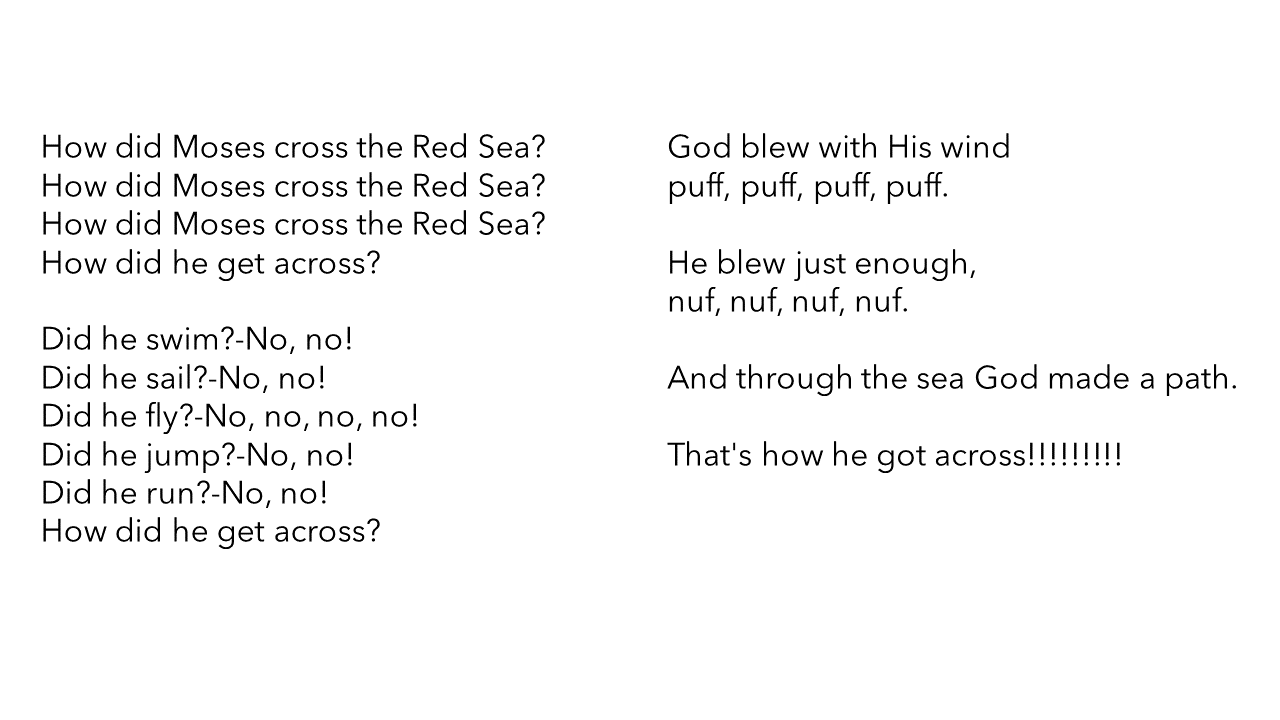 How did Moses cross the Red Sea?
How did Moses cross the Red Sea?
How did Moses cross the Red Sea?
How did he get across?
Did he swim?-No, no!
Did he sail?-No, no!
Did he fly?-No, no, no, no!
Did he jump?-No, no!
Did he run?-No, no!
How did he get across?
God blew with His wind
puff, puff, puff, puff.
He blew just enough,
nuf, nuf, nuf, nuf.
And through the sea God made a path.
That's how he got across!!!!!!!!!